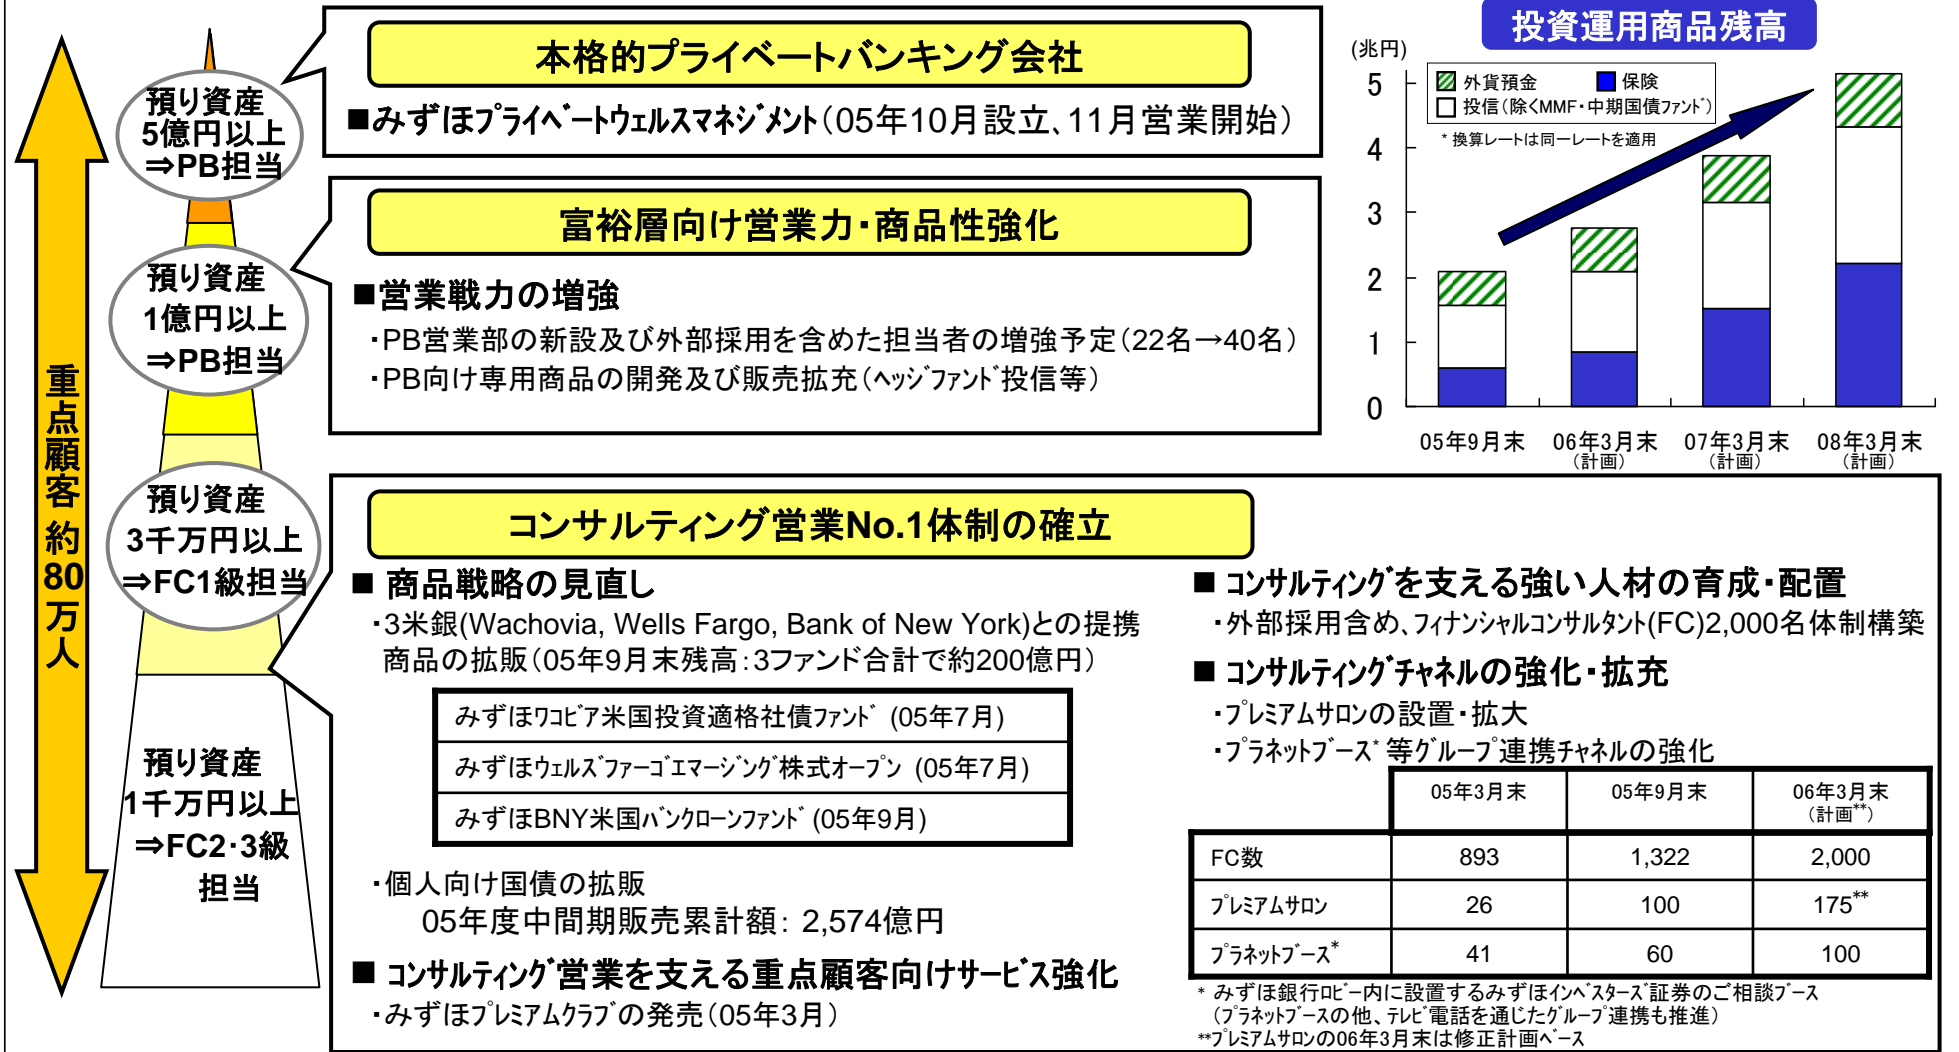 重点顧客 約80万人
預り資産
5億円以上
⇒PB担当
預り資産
1億円以上
⇒PB担当
預り資産
3千万円以上
⇒FC1級担当
預り資産
1千万円以上
⇒FC2・3級
担当
本格的プライベートバンキング会社
■みずほﾌﾟﾗｲﾍﾞｰﾄｳｪﾙｽﾏﾈｼﾞﾒﾝﾄ(05年10月設立、11月営業開始)
富裕層向け営業力・商品性強化
■営業戦力の増強
・PB営業部の新設及び外部採用を含めた担当者の増強予定(22名→40名)
・PB向け専用商品の開発及び販売拡充(ﾍｯｼﾞﾌｧﾝﾄﾞ投信等)
投資運用商品残高
(兆円)
外貨預金
保険
投信(除くMMF・中期国債ﾌｧﾝﾄﾞ)
* 換算レートは同一レートを適用
5
4
3
2
1
0
05年9月末 06年3月末 07年3月末 08年3月末
(計画) (計画) (計画)
コンサルティング営業No.1体制の確立
■ 商品戦略の見直し
・3米銀(Wachovia, Wells Fargo, Bank of New York)との提携
商品の拡販(05年9月末残高:3ファンド合計で約200億円)
みずほﾜｺﾋﾞｱ米国投資適格社債ﾌｧﾝﾄﾞ (05年7月)
みずほｳｪﾙｽﾞﾌｧｰｺﾞｴﾏｰｼﾞﾝｸﾞ株式オープン (05年7月)
みずほBNY米国ﾊﾞﾝｸローンﾌｧﾝﾄﾞ (05年9月)
・個人向け国債の拡販
05年度中間期販売累計額: 2,574億円
■ ｺﾝｻﾙﾃｨﾝｸﾞ営業を支える重点顧客向けサービス強化
・みずほﾌﾟﾚﾐｱﾑｸﾗﾌﾞの発売(05年3月)
■ ｺﾝｻﾙﾃｨﾝｸﾞを支える強い人材の育成・配置
・外部採用含め、ﾌｨﾅﾝｼｬﾙｺﾝｻﾙﾀﾝﾄ(FC)2,000名体制構築
■ ｺﾝｻﾙﾃｨﾝｸﾞﾁｬﾈﾙの強化・拡充
・ﾌﾟﾚﾐｱﾑサロンの設置・拡大
・ﾌﾟﾗﾈｯﾄﾌﾞｰｽ* 等ｸﾞﾙｰﾌﾟ連携ﾁｬﾈﾙの強化
05年3月末 05年9月末 06年3月末
(計画**)
FC数 893 1,322 2,000
ﾌﾟﾚﾐｱﾑサロン 26 100 175**
ﾌﾟﾗﾈｯﾄﾌﾞｰｽ* 41 60 100
* みずほ銀行ﾛﾋﾞｰ内に設置するみずほｲﾝﾍﾞｽﾀｰｽﾞ証券のご相談ﾌﾞｰｽ
(ﾌﾟﾗﾈｯﾄﾌﾞｰｽの他、ﾃﾚﾋﾞ電話を通じたｸﾞﾙｰﾌﾟ連携も推進)
**ﾌﾟﾚﾐｱﾑサロンの06年3月末は修正計画ﾍﾞｰｽ